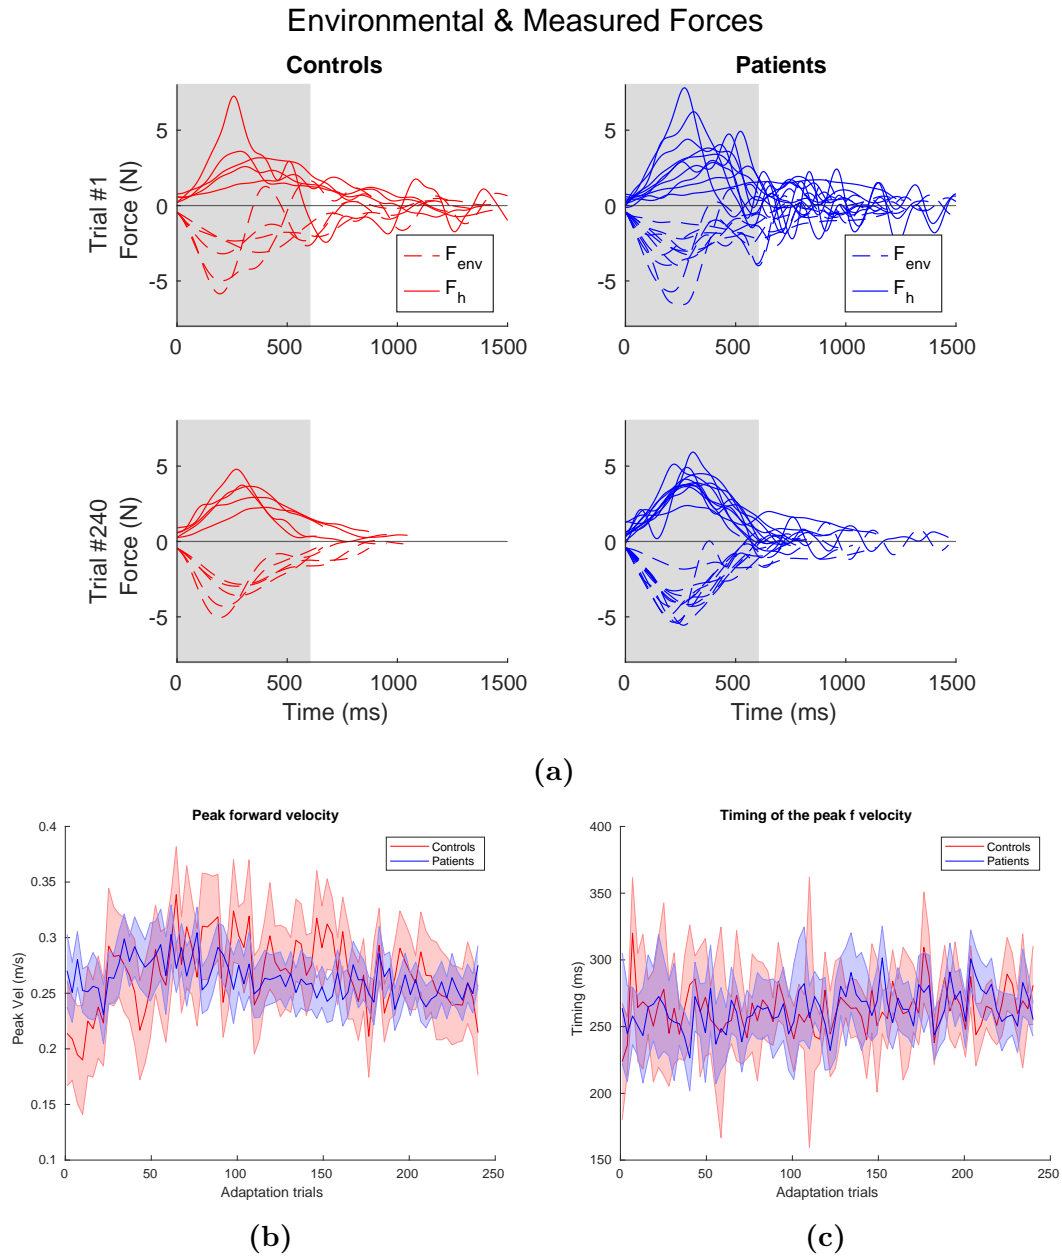 Environmental & Measured Forces
Controls
Patients
Trial #1
Force (N)
5
0
-5
F_env
F_h
0
500
1000
1500
5
0
-5
F_env
F_h
0
500
1000
1500
Trial #240
Force (N)
5
0
-5
0
500
1000
1500
Time (ms)
5
0
-5
0
500
1000
1500
Time (ms)
(a)
Peak forward velocity
Peak Vel (m/s)
0.4
0.35
0.3
0.25
0.2
0.15
0.1
Controls
Patients
0
50
100
150
200
250
Adaptation trials
(b)
Timing of the peak f velocity
Timing (ms)
400
350
300
250
200
150
Controls
Patients
0
50
100
150
200
250
Adaptation trials
(c)